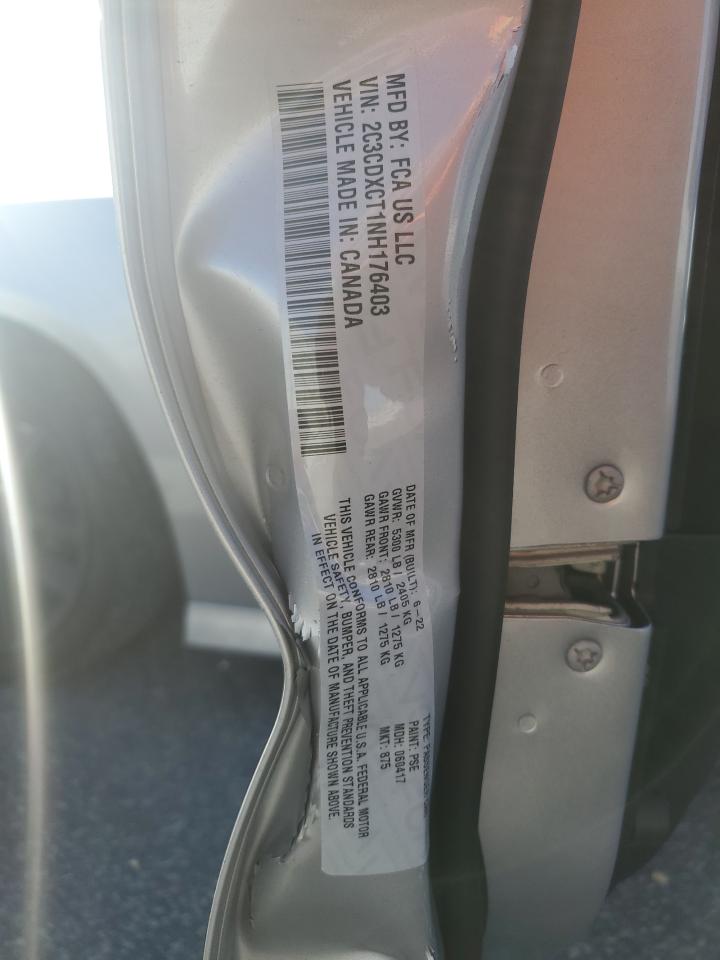 MFD BY: FCA US LLC
VIN: 2C3CDXCT1NH176403
VEHICLE MADE IN: CANADA
DATE OF MFR (BUILT): 6-22
GVWR: 5300 LB / 2405 KG
GAWR FRONT: 2810 LB / 1275 KG
GAWR REAR: 2810 LB / 1275 KG
THIS VEHICLE CONFORMS TO ALL APPLICABLE U.S.A. FEDERAL MOTOR
VEHICLE SAFETY, BUMPER, AND THEFT PREVENTION STANDARDS
IN EFFECT ON THE DATE OF MANUFACTURE SHOWN ABOVE.
TYPE: PASSENGER CAR
PAINT: PSE
MDH: 060417
MKT: 875